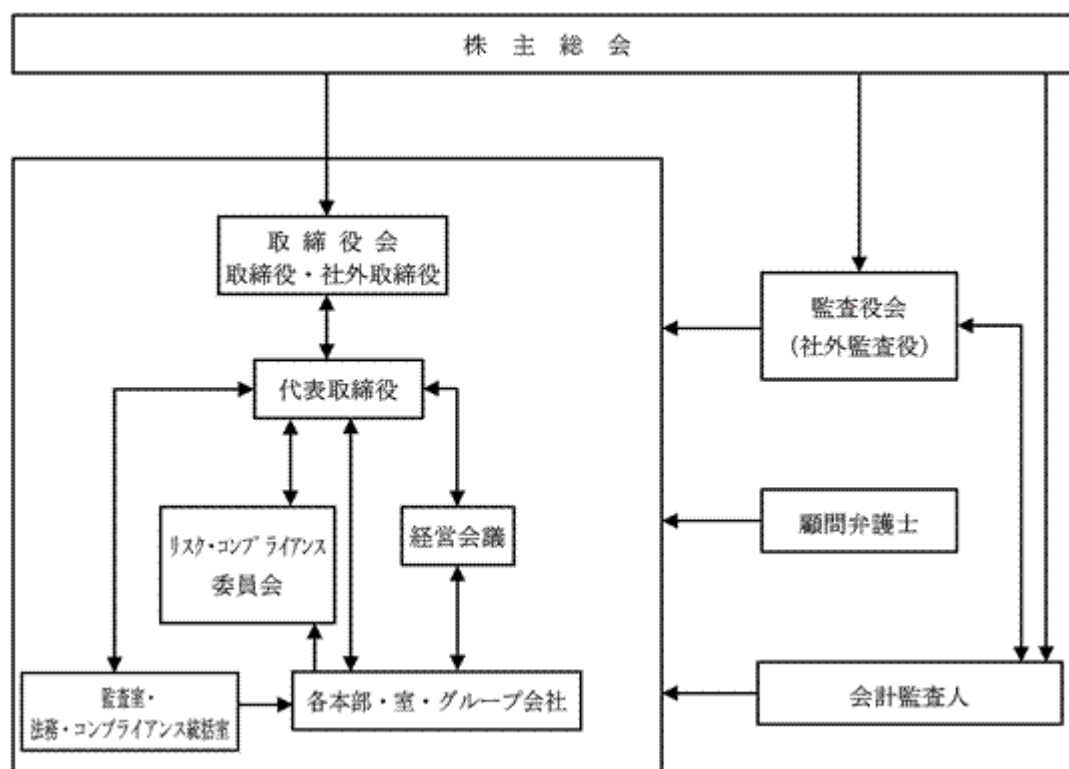 株主総会
取締役会
取締役・社外取締役
監査役会
(社外監査役)
代表取締役
リスク・コンプライアンス
委員会
経営会議
顧問弁護士
監査室・
法務・コンプライアンス統括室
各本部・室・グループ会社
会計監査人